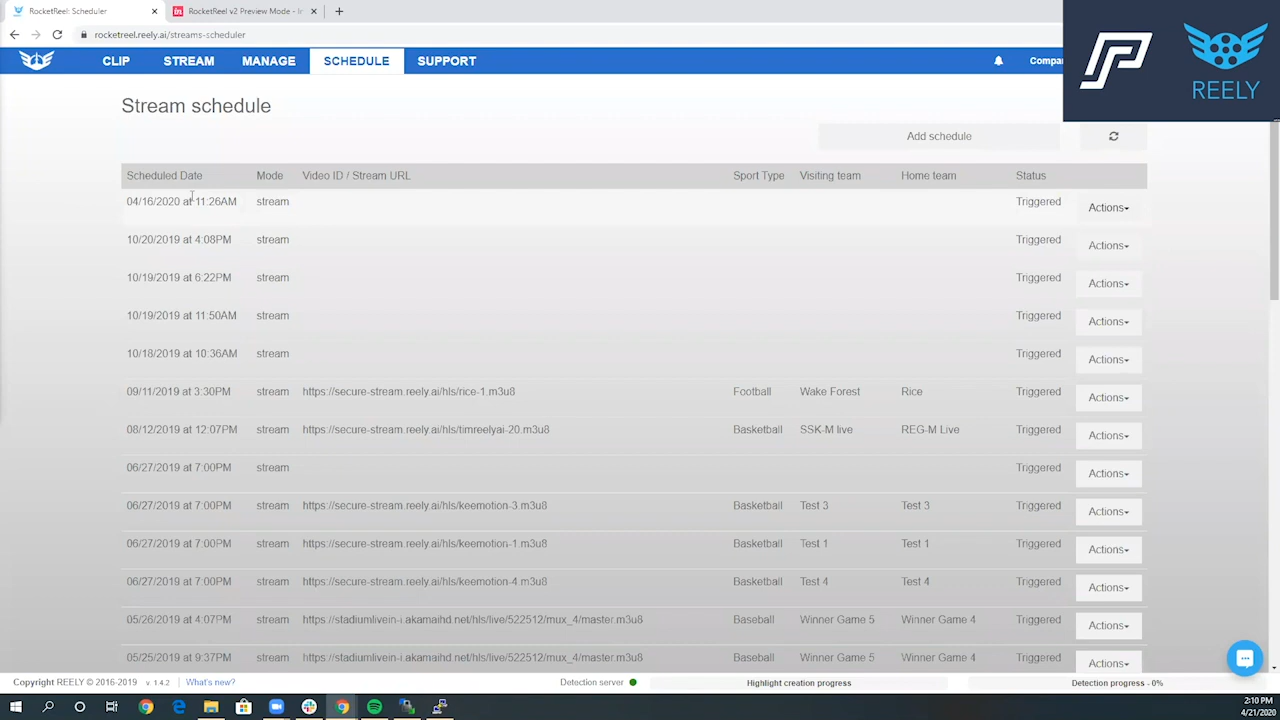 RocketReel: Scheduler
RocketReel v2 Preview Mode - In
rocketreel.reely.ai/streams-scheduler
CLIP STREAM MANAGE SCHEDULE SUPPORT
REELY
Stream schedule
Add schedule
Scheduled Date Mode Video ID / Stream URL Sport Type Visiting team Home team Status
04/16/2020 at 11:26AM stream Triggered Actions
10/20/2019 at 4:08PM stream Triggered Actions
10/19/2019 at 6:22PM stream Triggered Actions
10/19/2019 at 11:50AM stream Triggered Actions
10/18/2019 at 10:36AM stream Triggered Actions
09/11/2019 at 3:30PM stream https://secure-stream.reely.ai/hls/rice-1.m3u8 Football Wake Forest Rice Triggered Actions
08/12/2019 at 12:07PM stream https://secure-stream.reely.ai/hls/timreelyai-20.m3u8 Basketball SSK-M live REG-M Live Triggered Actions
06/27/2019 at 7:00PM stream Triggered Actions
06/27/2019 at 7:00PM stream https://secure-stream.reely.ai/hls/keemotion-3.m3u8 Basketball Test 3 Test 3 Triggered Actions
06/27/2019 at 7:00PM stream https://secure-stream.reely.ai/hls/keemotion-1.m3u8 Basketball Test 1 Test 1 Triggered Actions
06/27/2019 at 7:00PM stream https://secure-stream.reely.ai/hls/keemotion-4.m3u8 Basketball Test 4 Test 4 Triggered Actions
05/26/2019 at 4:07PM stream https://stadiumlivein-i.akamaihd.net/hls/live/522512/mux_4/master.m3u8 Baseball Winner Game 5 Winner Game 4 Triggered Actions
05/25/2019 at 9:37PM stream https://stadiumlivein-i.akamaihd.net/hls/live/522512/mux_4/master.m3u8 Baseball Winner Game 5 Winner Game 4 Triggered Actions
Copyright REELY © 2016-2019 v 1.4.2 What's new? Detection server Highlight creation progress Detection progress - 0%
2:10 PM
4/21/2020